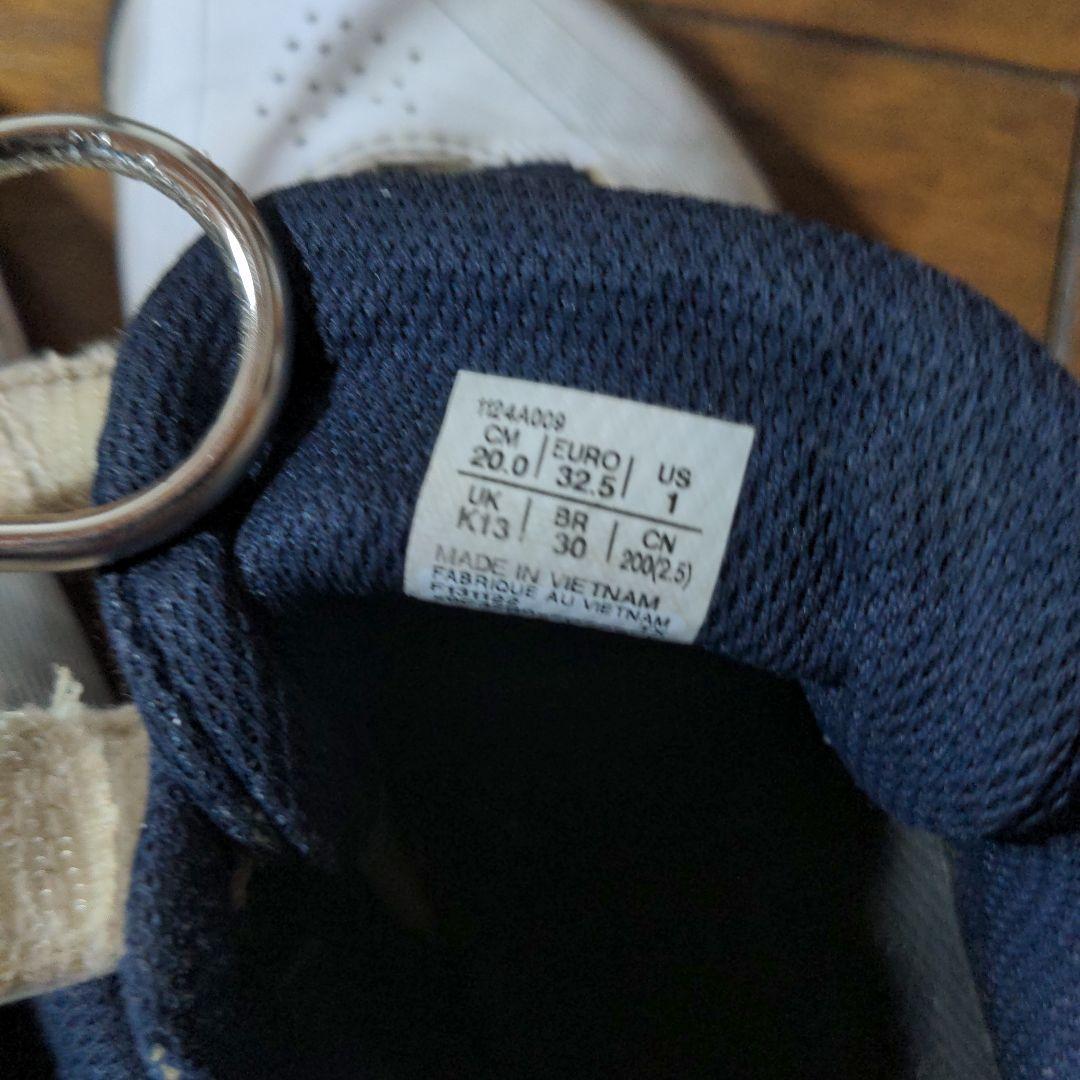 1124A009
CM EURO US
20.0 32.5 1
UK BR CN
K13 30 200(2.5)
MADE IN VIETNAM
FABRIQUE AU VIETNAM